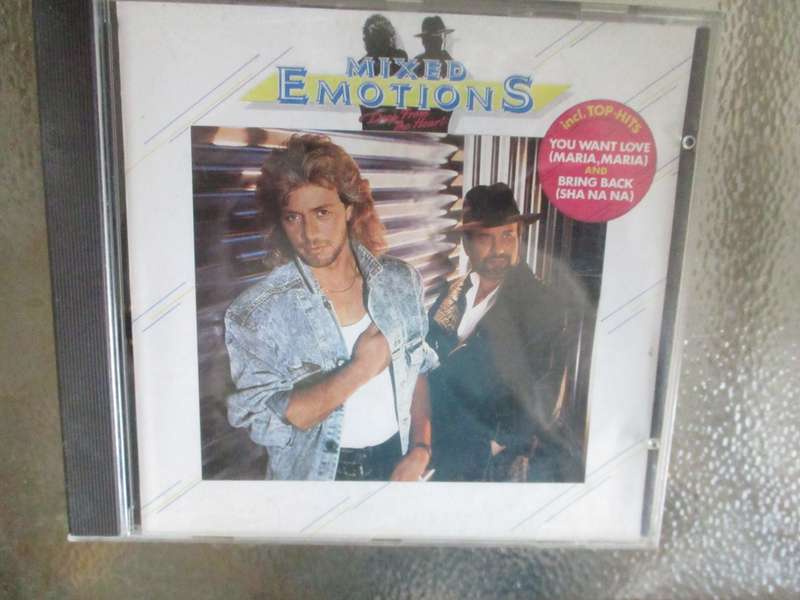 MIXED
EMOTIONS
Deep From
the Heart
incl. TOP-HITS
YOU WANT LOVE
(MARIA, MARIA)
AND
BRING BACK
(SHA NA NA)